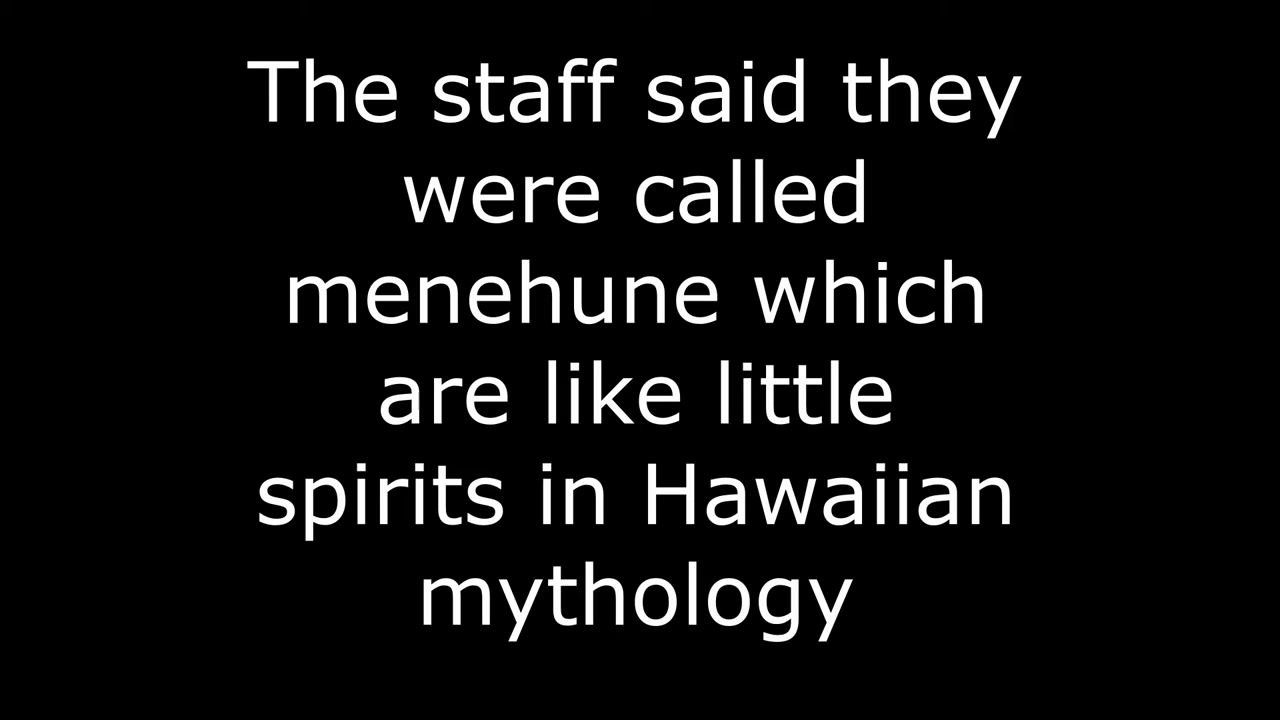 The staff said they
were called
menehune which
are like little
spirits in Hawaiian
mythology